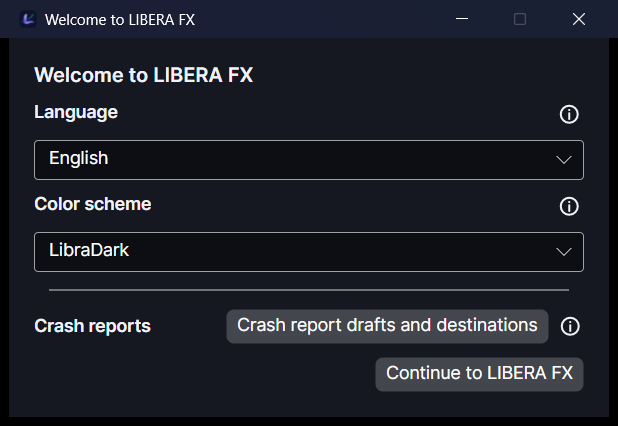 Welcome to LIBERA FX
Welcome to LIBERA FX
Language
English
Color scheme
LibraDark
Crash reports
Crash report drafts and destinations
Continue to LIBERA FX